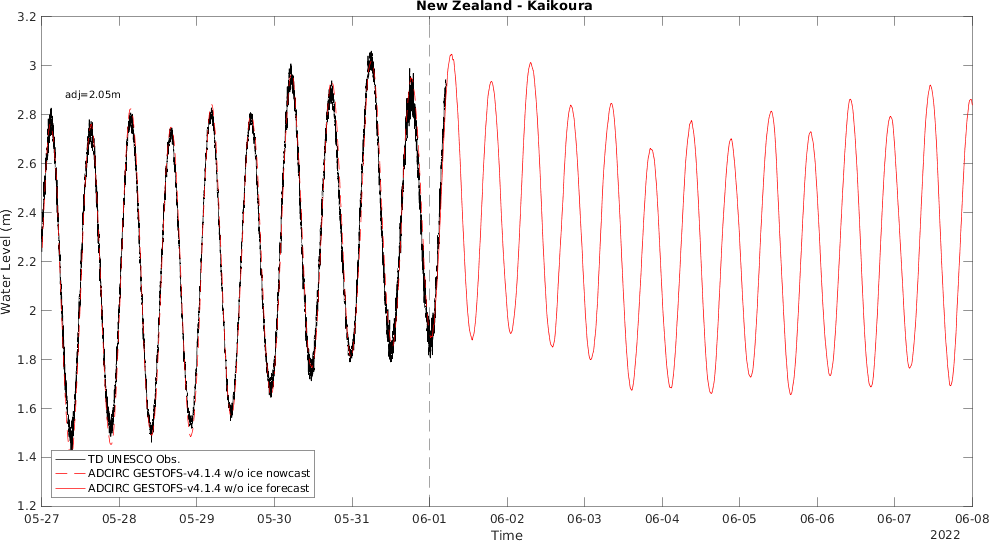 New Zealand - Kaikoura
3.2
3
2.8
2.6
2.4
2.2
2
1.8
1.6
1.4
1.2
Water Level (m)
adj=2.05m
TD UNESCO Obs.
ADCIRC GESTOFS-v4.1.4 w/o ice nowcast
ADCIRC GESTOFS-v4.1.4 w/o ice forecast
05-27 05-28 05-29 05-30 05-31 06-01 06-02 06-03 06-04 06-05 06-06 06-07 06-08
Time
2022